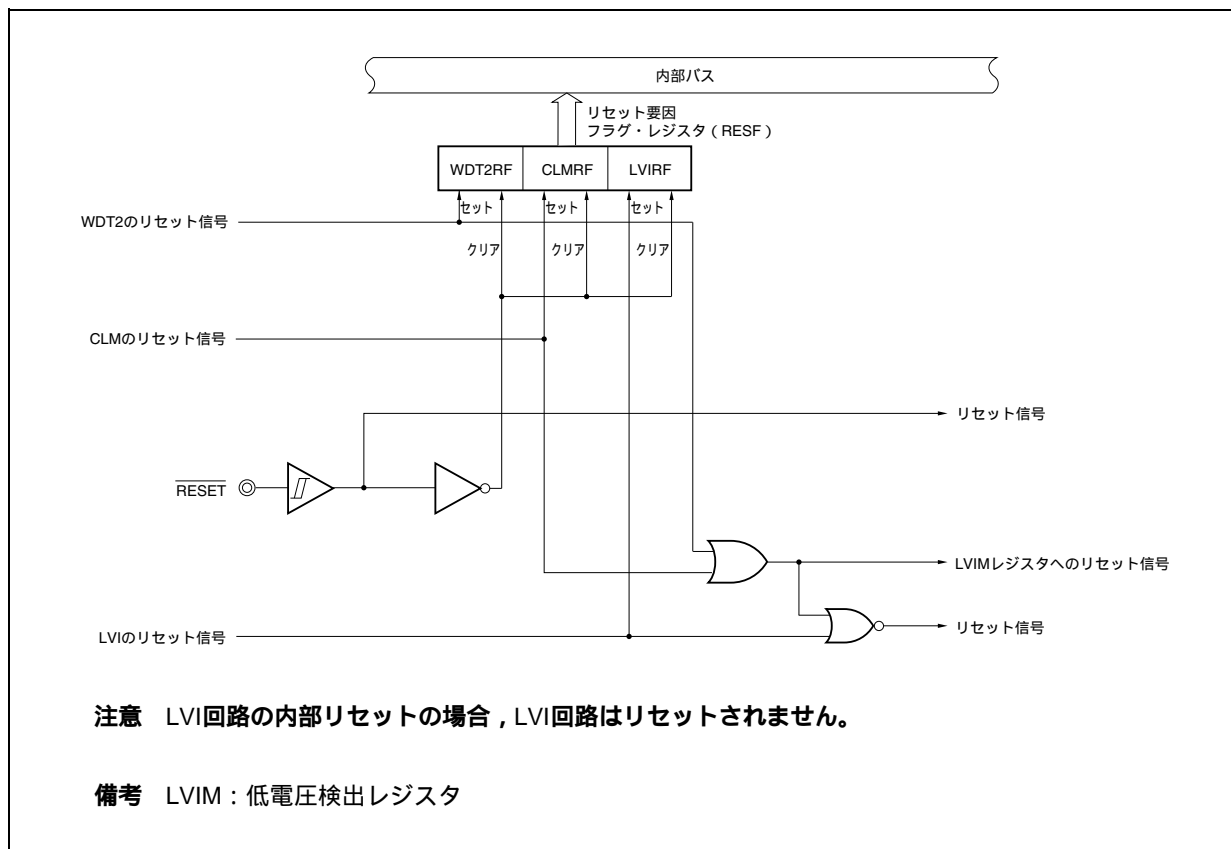 内部バス
リセット要因
フラグ・レジスタ(RESF)
WDT2RF CLMRF LVIRF
セット セット セット
WDT2のリセット信号
クリア クリア クリア
CLMのリセット信号
リセット信号
RESET
LVIMレジスタへのリセット信号
LVIのリセット信号
リセット信号
注意 LVI回路の内部リセットの場合,LVI回路はリセットされません。
備考 LVIM:低電圧検出レジスタ